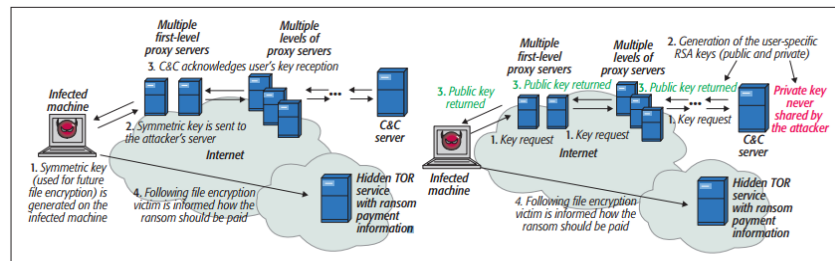 Multiple
first-level
proxy servers
Multiple
levels of
proxy servers
3. C&C acknowledges user's key reception
Infected
machine
2. Symmetric key is sent to
the attacker's server
C&C
server
Internet
1. Symmetric key
(used for future
file encryption) is
generated on the
infected machine
4. Following file encryption
victim is informed how the
ransom should be paid
Hidden TOR
service
with ransom
payment
information
Multiple
first-level
proxy servers
Multiple
levels of
proxy servers
2. Generation of the user-specific
RSA keys (public and private)
3. Public key
returned
3. Public key returned
3. Public key returned
Private key
never
shared by the
attacker
1. Key request
1. Key request
1. Key request
C&C
server
Internet
Infected
machine
4. Following file encryption
victim is informed how the
ransom should be paid
Hidden TOR
service
with ransom
payment
information